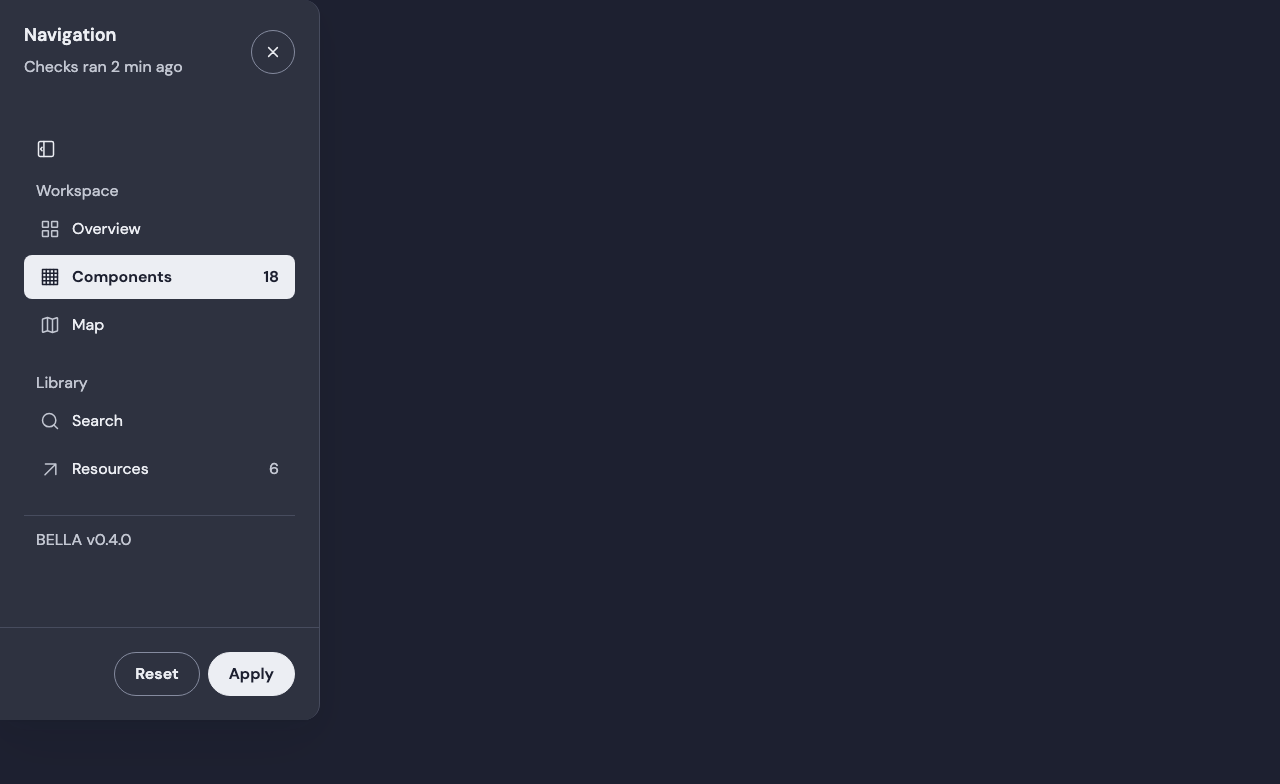 Navigation
Checks ran 2 min ago
Workspace
Overview
Components 18
Map
Library
Search
Resources 6
BELLA v0.4.0
Reset Apply